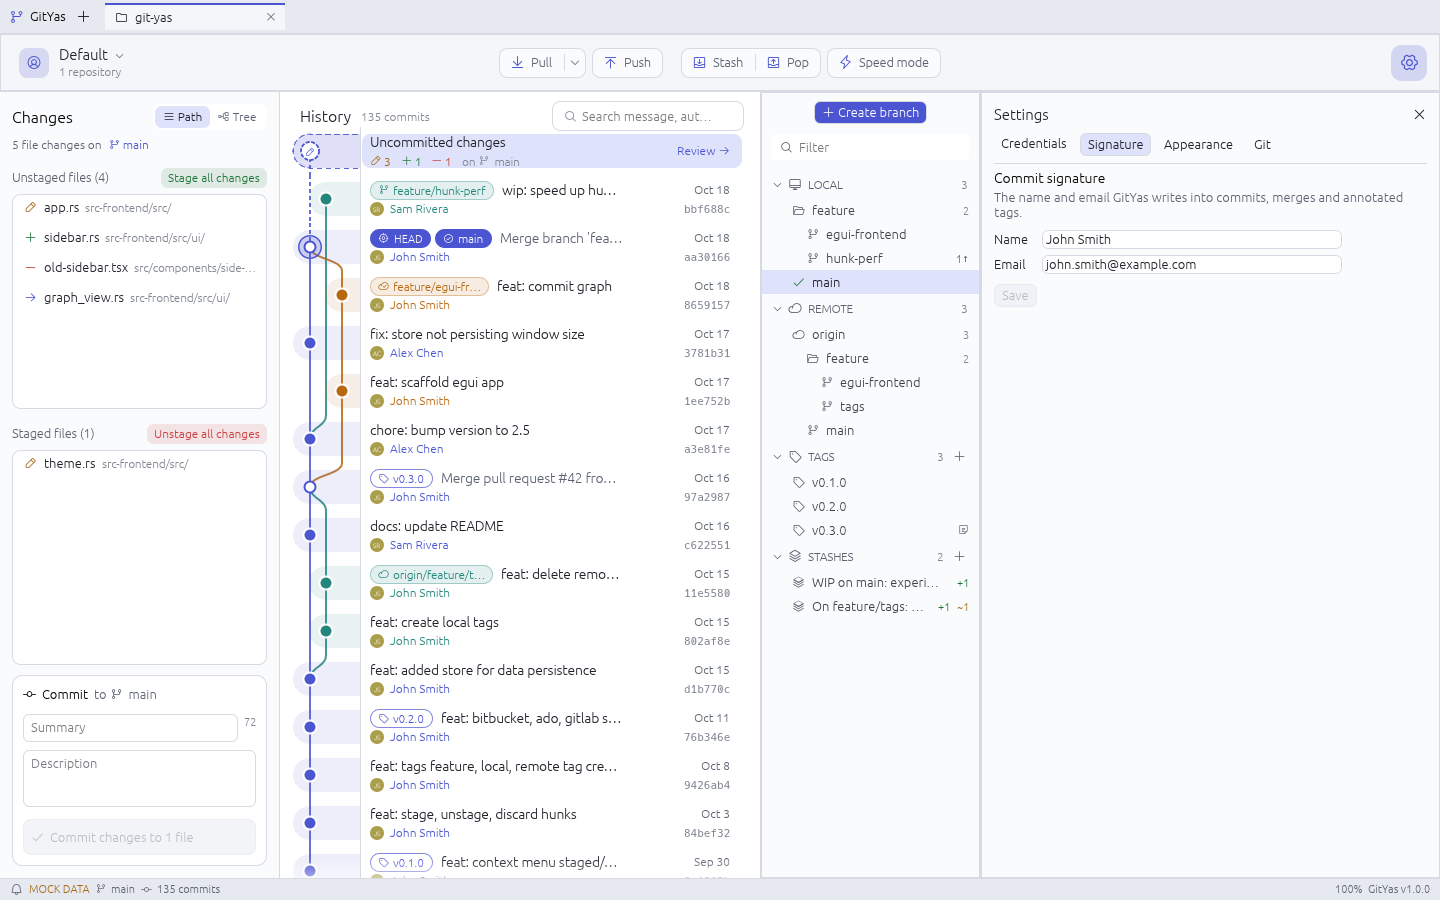 GitYas
git-yas
Default
1 repository
Pull
Push
Stash
Pop
Speed mode
Changes
Path
Tree
5 file changes on main
Unstaged files (4)
Stage all changes
app.rs src-frontend/src/
sidebar.rs src-frontend/src/ui/
old-sidebar.tsx src/components/side-…
graph_view.rs src-frontend/src/ui/
Staged files (1)
Unstage all changes
theme.rs src-frontend/src/
Commit to main
Summary
72
Description
Commit changes to 1 file
History 135 commits
Search message, aut…
Uncommitted changes
3 +1 −1 on main
Review →
feature/hunk-perf wip: speed up hu… Oct 18
Sam Rivera bbf688c
HEAD main Merge branch 'fea… Oct 18
John Smith aa30166
feature/egui-fr… feat: commit graph Oct 18
John Smith 8659157
fix: store not persisting window size Oct 17
Alex Chen 3781b31
feat: scaffold egui app Oct 17
John Smith 1ee752b
chore: bump version to 2.5 Oct 17
Alex Chen a3e81fe
v0.3.0 Merge pull request #42 fro… Oct 16
John Smith 97a2987
docs: update README Oct 16
Sam Rivera c622551
origin/feature/t… feat: delete remo… Oct 15
John Smith 11e5580
feat: create local tags Oct 15
John Smith 802af8e
feat: added store for data persistence Oct 15
John Smith d1b770c
v0.2.0 feat: bitbucket, ado, gitlab s… Oct 11
John Smith 76b346e
feat: tags feature, local, remote tag cre… Oct 8
John Smith 9426ab4
feat: stage, unstage, discard hunks Oct 3
John Smith 84bef32
v0.1.0 feat: context menu staged/… Sep 30
+ Create branch
Filter
LOCAL 3
feature 2
egui-frontend
hunk-perf 1↑
main
REMOTE 3
origin 3
feature 2
egui-frontend
tags
main
TAGS 3
v0.1.0
v0.2.0
v0.3.0
STASHES 2
WIP on main: experi… +1
On feature/tags: … +1 ~1
Settings
Credentials
Signature
Appearance
Git
Commit signature
The name and email GitYas writes into commits, merges and annotated
tags.
Name John Smith
Email john.smith@example.com
Save
MOCK DATA main 135 commits
100% GitYas v1.0.0